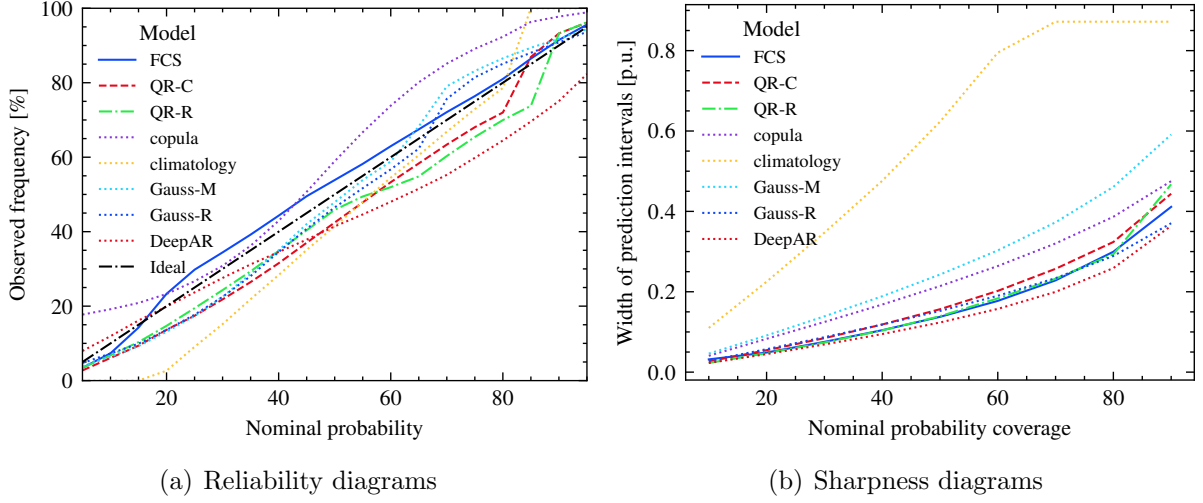 100
80
60
40
20
0
Observed frequency [%]
Model
FCS
QR-C
QR-R
copula
climatology
Gauss-M
Gauss-R
DeepAR
Ideal
20
40
60
80
Nominal probability
(a) Reliability diagrams
0.8
0.6
0.4
0.2
0.0
Width of prediction intervals [p.u.]
Model
FCS
QR-C
QR-R
copula
climatology
Gauss-M
Gauss-R
DeepAR
20
40
60
80
Nominal probability coverage
(b) Sharpness diagrams